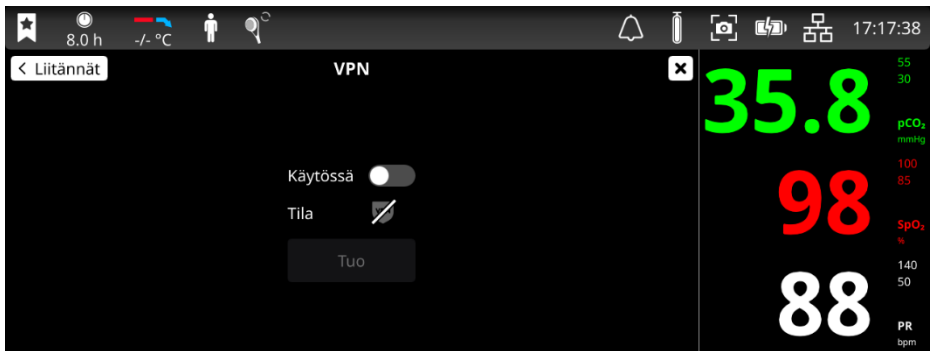 8.0 h
-/- °C
17:17:38
Liitännät
VPN
Käytössä
Tila
Tuo
35.8
55
30
pCO₂
mmHg
98
100
85
SpO₂
%
88
140
50
PR
bpm